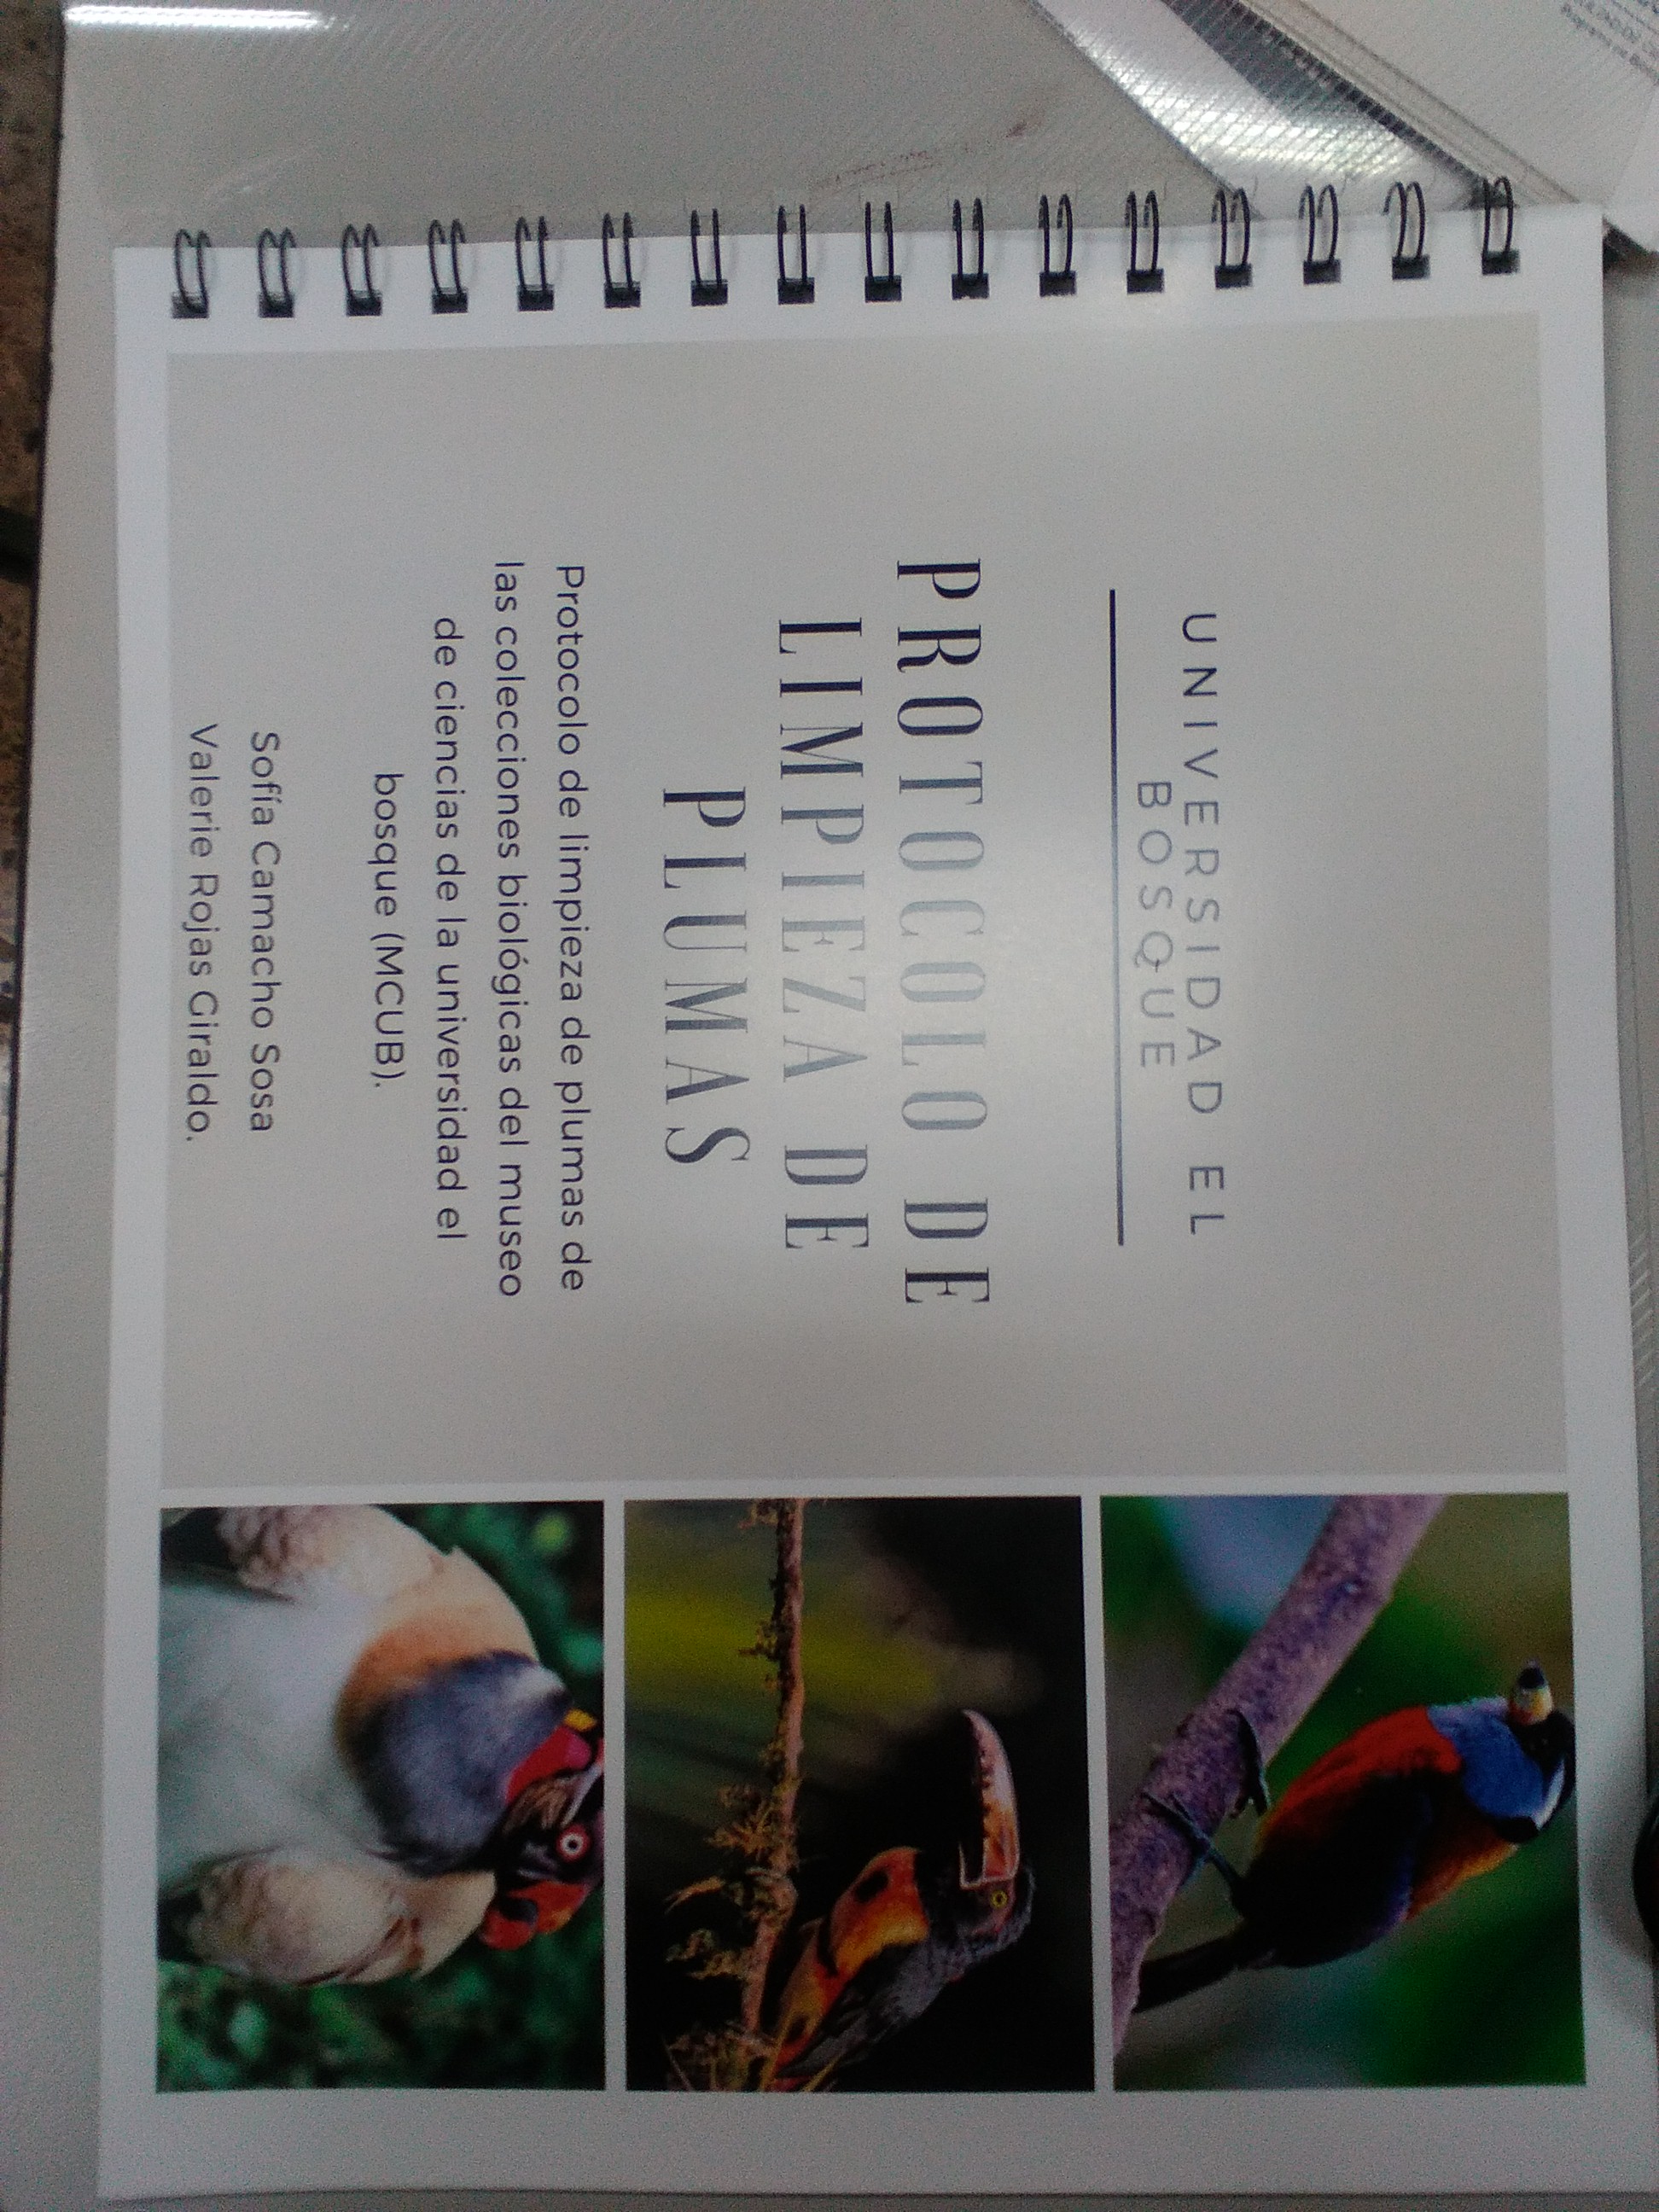 UNIVERSIDAD EL
BOSQUE
PROTOCOLO DE
LIMPIEZA DE
PLUMAS
Protocolo de limpieza de plumas de
las colecciones biológicas del museo
de ciencias de la universidad el
bosque (MCUB).
Sofía Camacho Sosa
Valerie Rojas Giraldo.